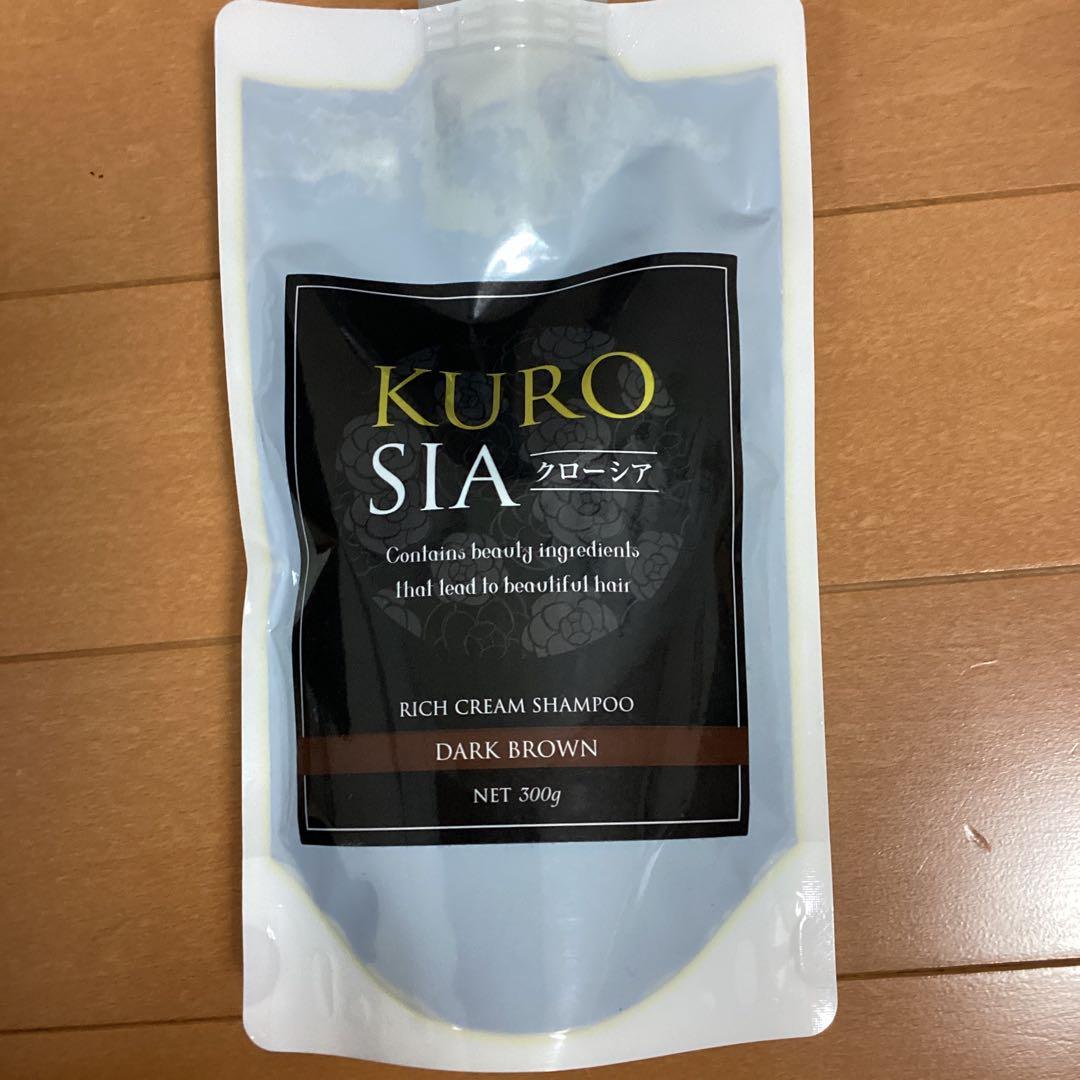 KURO
SIA クローシア
Contains beauty ingredients
that lead to beautiful hair
RICH CREAM SHAMPOO
DARK BROWN
NET 300g